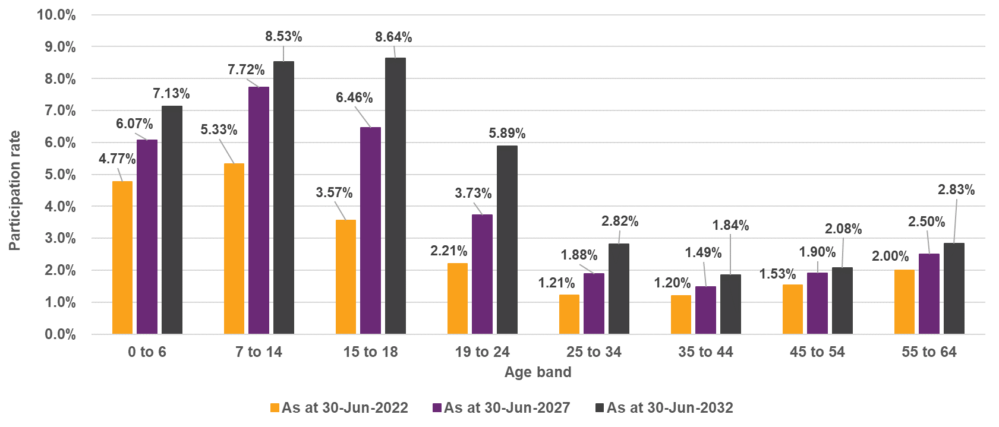 10.0%
9.0%
8.0%
7.0%
6.0%
5.0%
4.0%
3.0%
2.0%
1.0%
0.0%
Participation rate
4.77%
6.07%
7.13%
5.33%
7.72%
8.53%
3.57%
6.46%
8.64%
2.21%
3.73%
5.89%
1.21%
1.88%
2.82%
1.20%
1.49%
1.84%
1.53%
1.90%
2.08%
2.00%
2.50%
2.83%
0 to 6
7 to 14
15 to 18
19 to 24
25 to 34
35 to 44
45 to 54
55 to 64
Age band
As at 30-Jun-2022
As at 30-Jun-2027
As at 30-Jun-2032